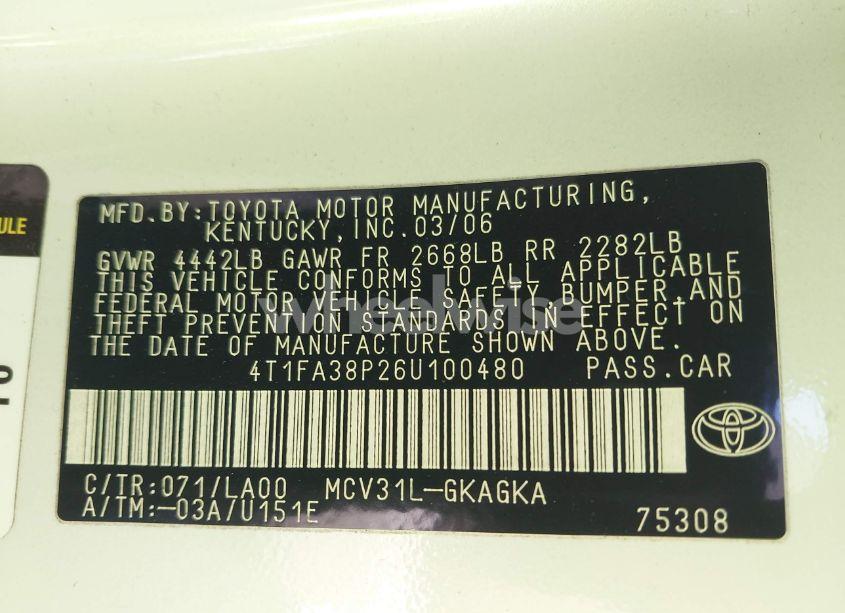 ULE
MFD.BY:TOYOTA MOTOR MANUFACTURING,
KENTUCKY,INC.03/06
GVWR 4442LB GAWR FR 2668LB RR 2282LB
THIS VEHICLE CONFORMS TO ALL APPLICABLE
FEDERAL MOTOR VEHICLE SAFETY,BUMPER,AND
THEFT PREVENTION STANDARDS IN EFFECT ON
THE DATE OF MANUFACTURE SHOWN ABOVE.
wheelwise
4T1FA38P26U100480 PASS.CAR
C/TR:071/LA00 MCV31L-GKAGKA
A/TM:-03A/U151E 75308